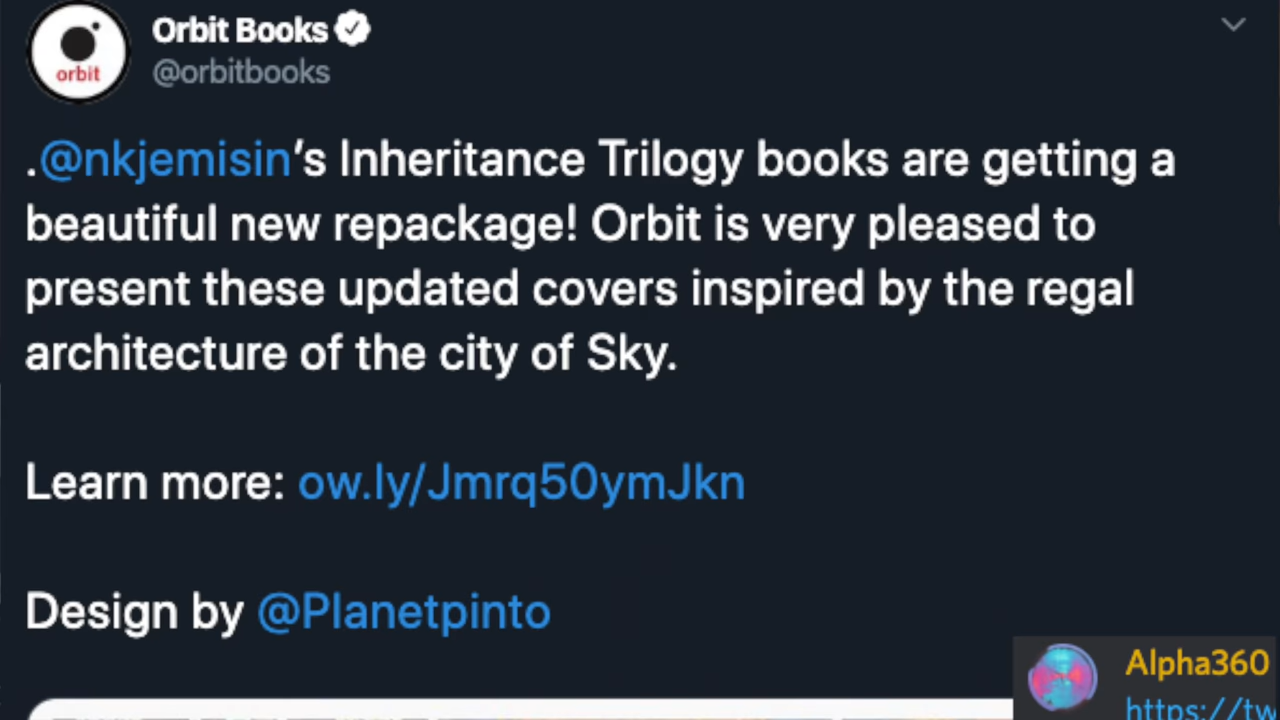 Orbit Books
@orbitbooks
orbit
.@nkjemisin's Inheritance Trilogy books are getting a
beautiful new repackage! Orbit is very pleased to
present these updated covers inspired by the regal
architecture of the city of Sky.
Learn more: ow.ly/Jmrq50ymJkn
Design by @Planetpinto
Alpha360
https://tw